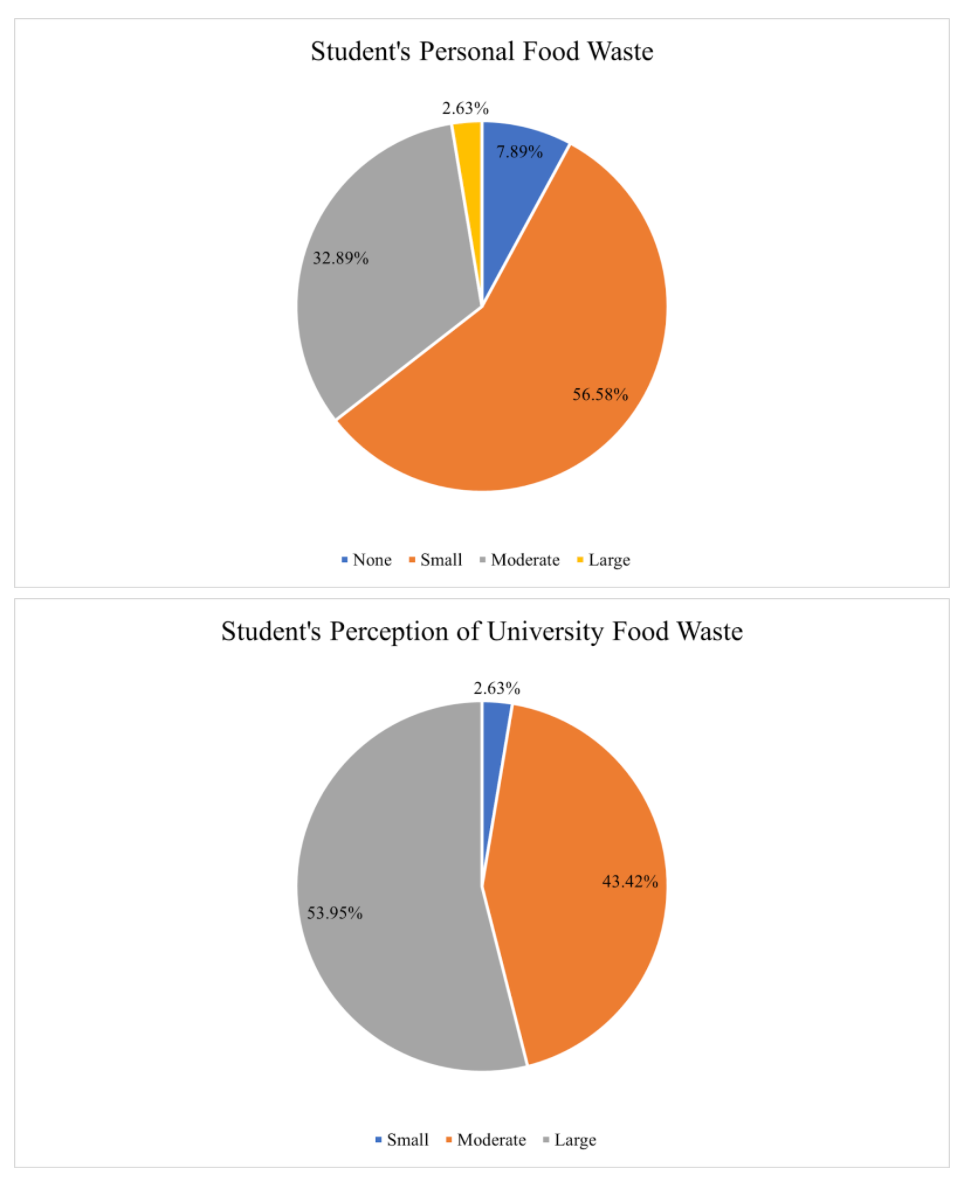 Student's Personal Food Waste
2.63%
7.89%
32.89%
56.58%
None Small Moderate Large
Student's Perception of University Food Waste
2.63%
43.42%
53.95%
Small Moderate Large